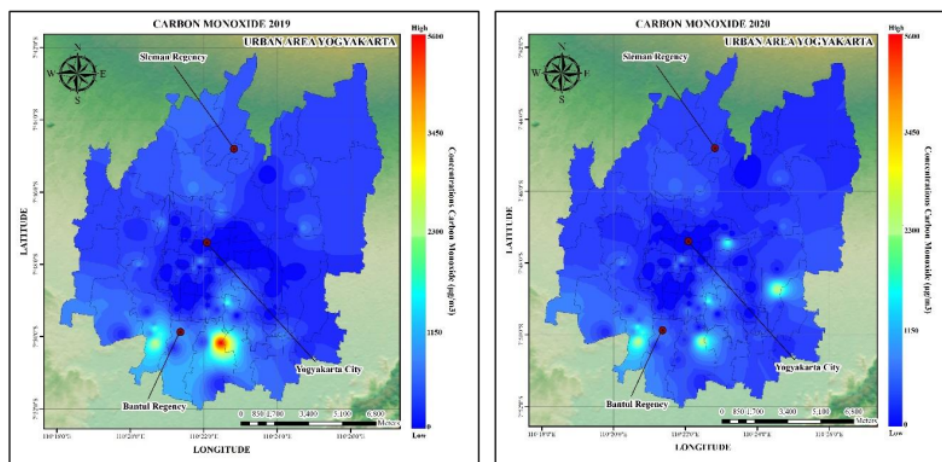 CARBON MONOXIDE 2019
URBAN AREA YOGYAKARTA
N
W
E
S
Sleman Regency
Yogyakarta City
Bantul Regency
0 850 1,700 3,400 5,100 6,800
Meters
LATITUDE
LONGITUDE
High
5600
3450
2300
1150
Low
Concentrations Carbon Monoxide (µg/m3)
CARBON MONOXIDE 2020
URBAN AREA YOGYAKARTA
N
W
E
S
Sleman Regency
Yogyakarta City
Bantul Regency
0 850 1,700 3,400 5,100 6,800
Meters
LATITUDE
LONGITUDE
High
5600
3450
2300
1150
Low
Concentrations Carbon Monoxide (µg/m3)